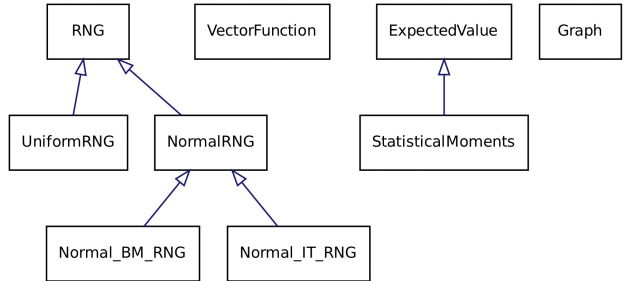 RNG
VectorFunction
ExpectedValue
Graph
UniformRNG
NormalRNG
StatisticalMoments
Normal_BM_RNG
Normal_IT_RNG